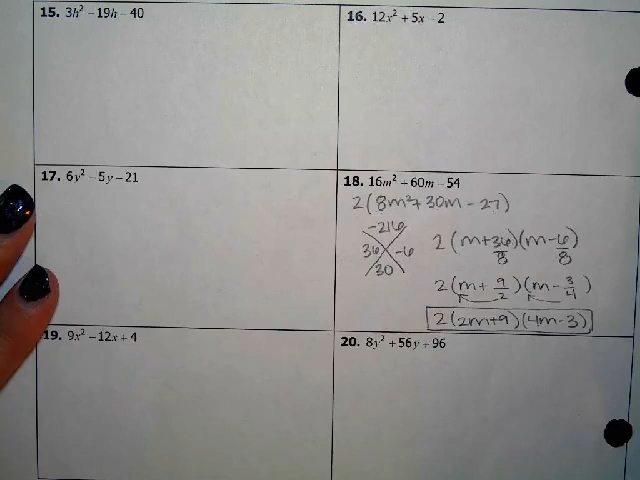 15. 3h² – 19h – 40
16. 12x² + 5x – 2
17. 6y² – 5y – 21
18. 16m² + 60m – 54
2(8m²+30m – 27)
-216
36 -6
30
2(m+36/8)(m-6/8)
2(m+ 9/2)(m- 3/4)
2(2m+9)(4m-3)
19. 9x² – 12x + 4
20. 8y² + 56y + 96